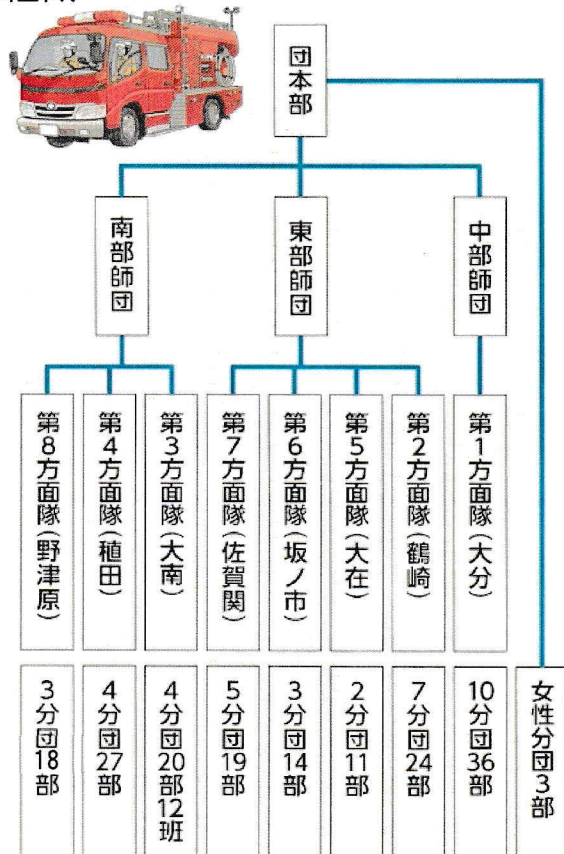 団本部
中部師団
東部師団
南部師団
第1方面隊(大分)
第2方面隊(鶴崎)
第5方面隊(大在)
第6方面隊(坂ノ市)
第7方面隊(佐賀関)
第3方面隊(大南)
第4方面隊(稙田)
第8方面隊(野津原)
女性分団3部
10分団36部
7分団24部
2分団11部
3分団14部
5分団19部
4分団20部12班
4分団27部
3分団18部